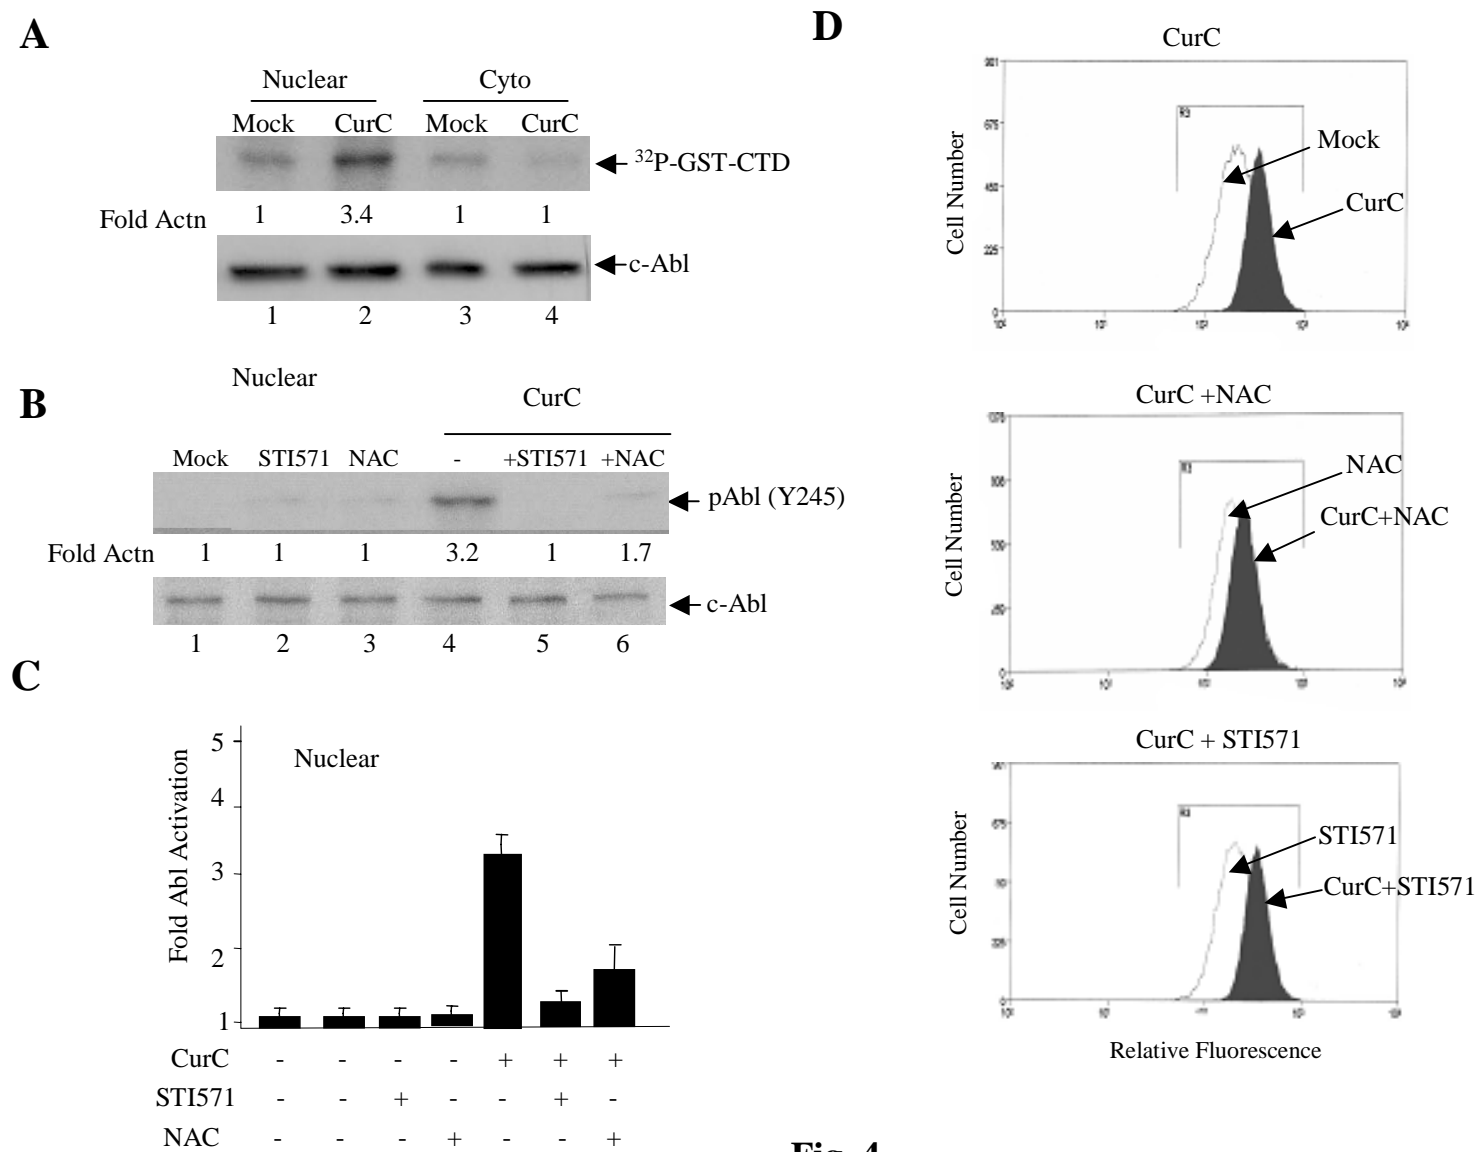 A
Nuclear Cyto
Mock CurC Mock CurC
32P-GST-CTD
Fold Actn 1 3.4 1 1
c-Abl
1 2 3 4
B
Nuclear
CurC
Mock STI571 NAC - +STI571 +NAC
pAbl (Y245)
Fold Actn 1 1 1 3.2 1 1.7
c-Abl
1 2 3 4 5 6
C
Nuclear
Fold Abl Activation
5
4
3
2
1
CurC - - - - + + +
STI571 - - + - - + -
NAC - - - + - - +
D
CurC
Cell Number
Mock
CurC
CurC +NAC
Cell Number
NAC
CurC+NAC
CurC + STI571
Cell Number
STI571
CurC+STI571
Relative Fluorescence